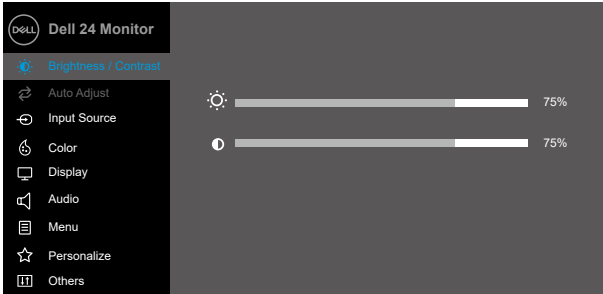 DELL
Dell 24 Monitor
Brightness / Contrast
Auto Adjust
Input Source
Color
Display
Audio
Menu
Personalize
Others
75%
75%